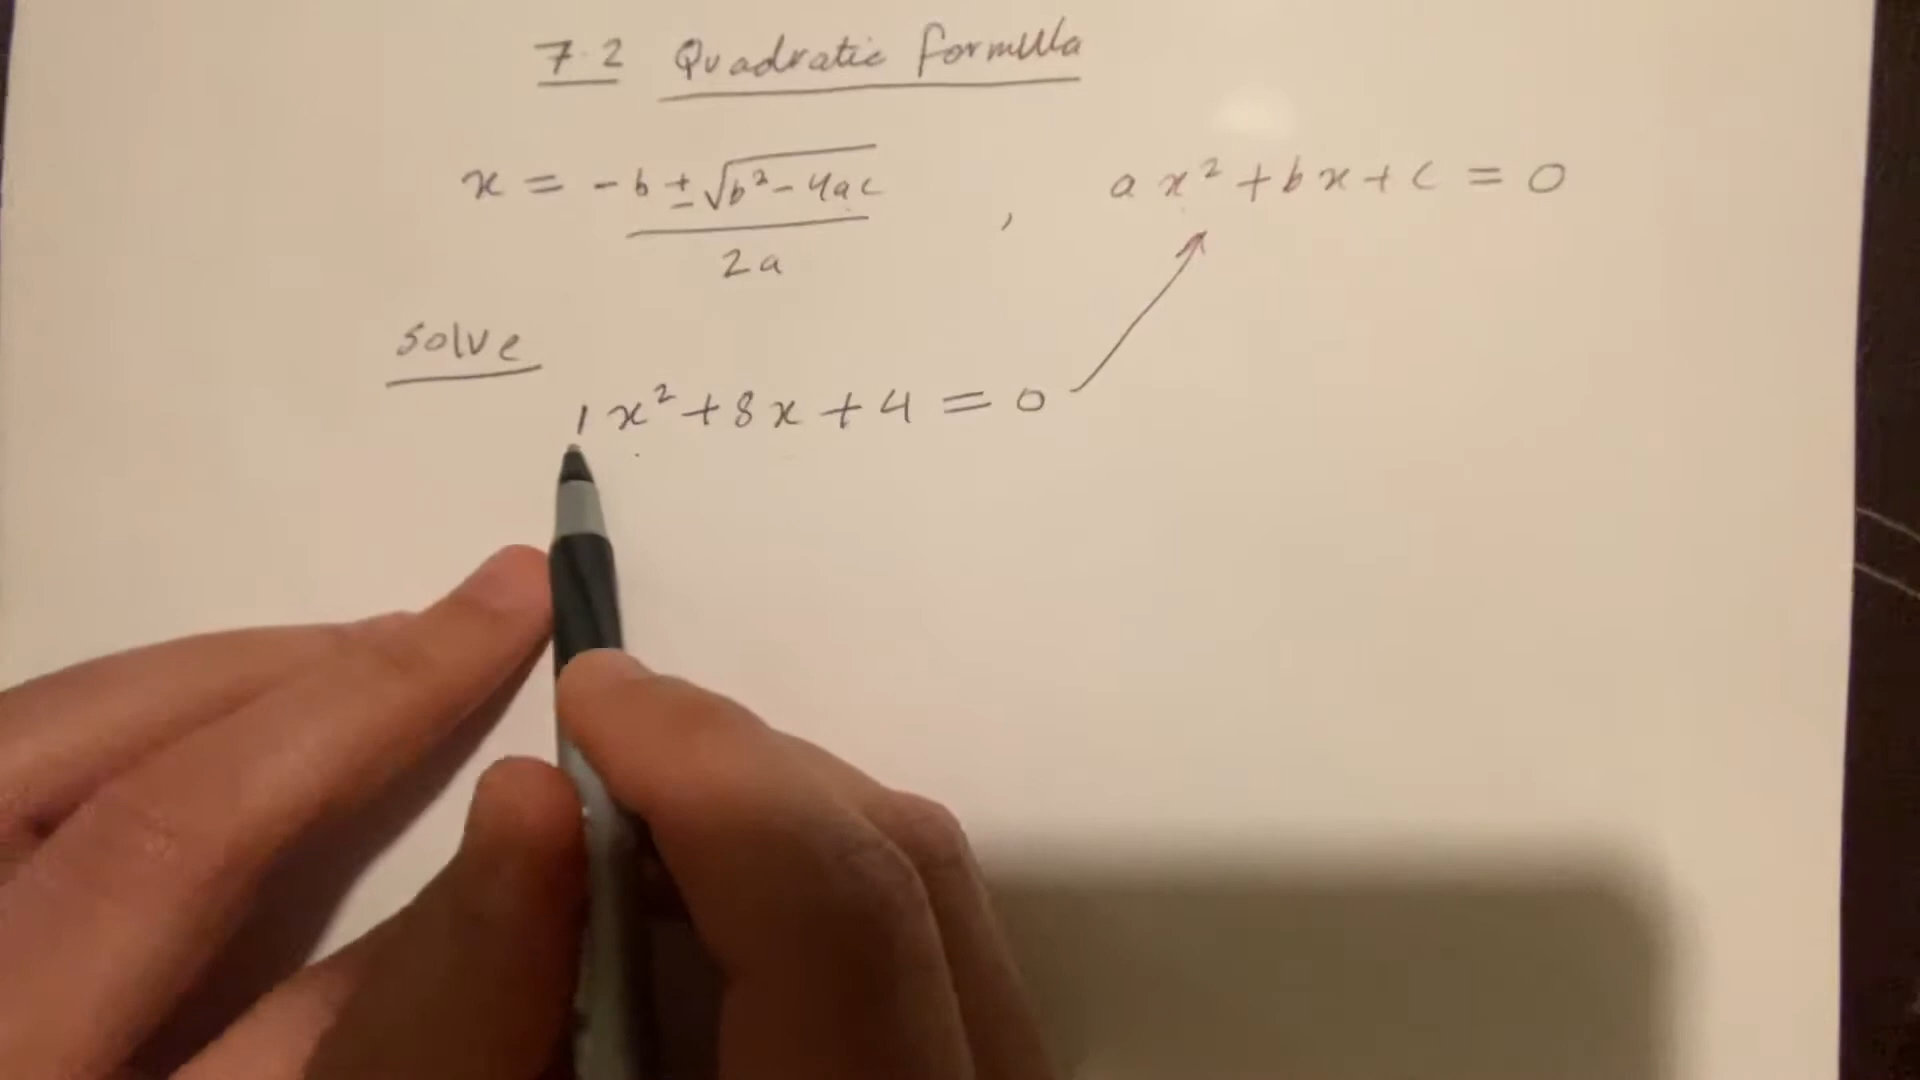 7.2 Quadratic formula
x = -b ± √b² - 4ac / 2a , ax² + bx + c = 0
solve
1x² + 8x + 4 = 0